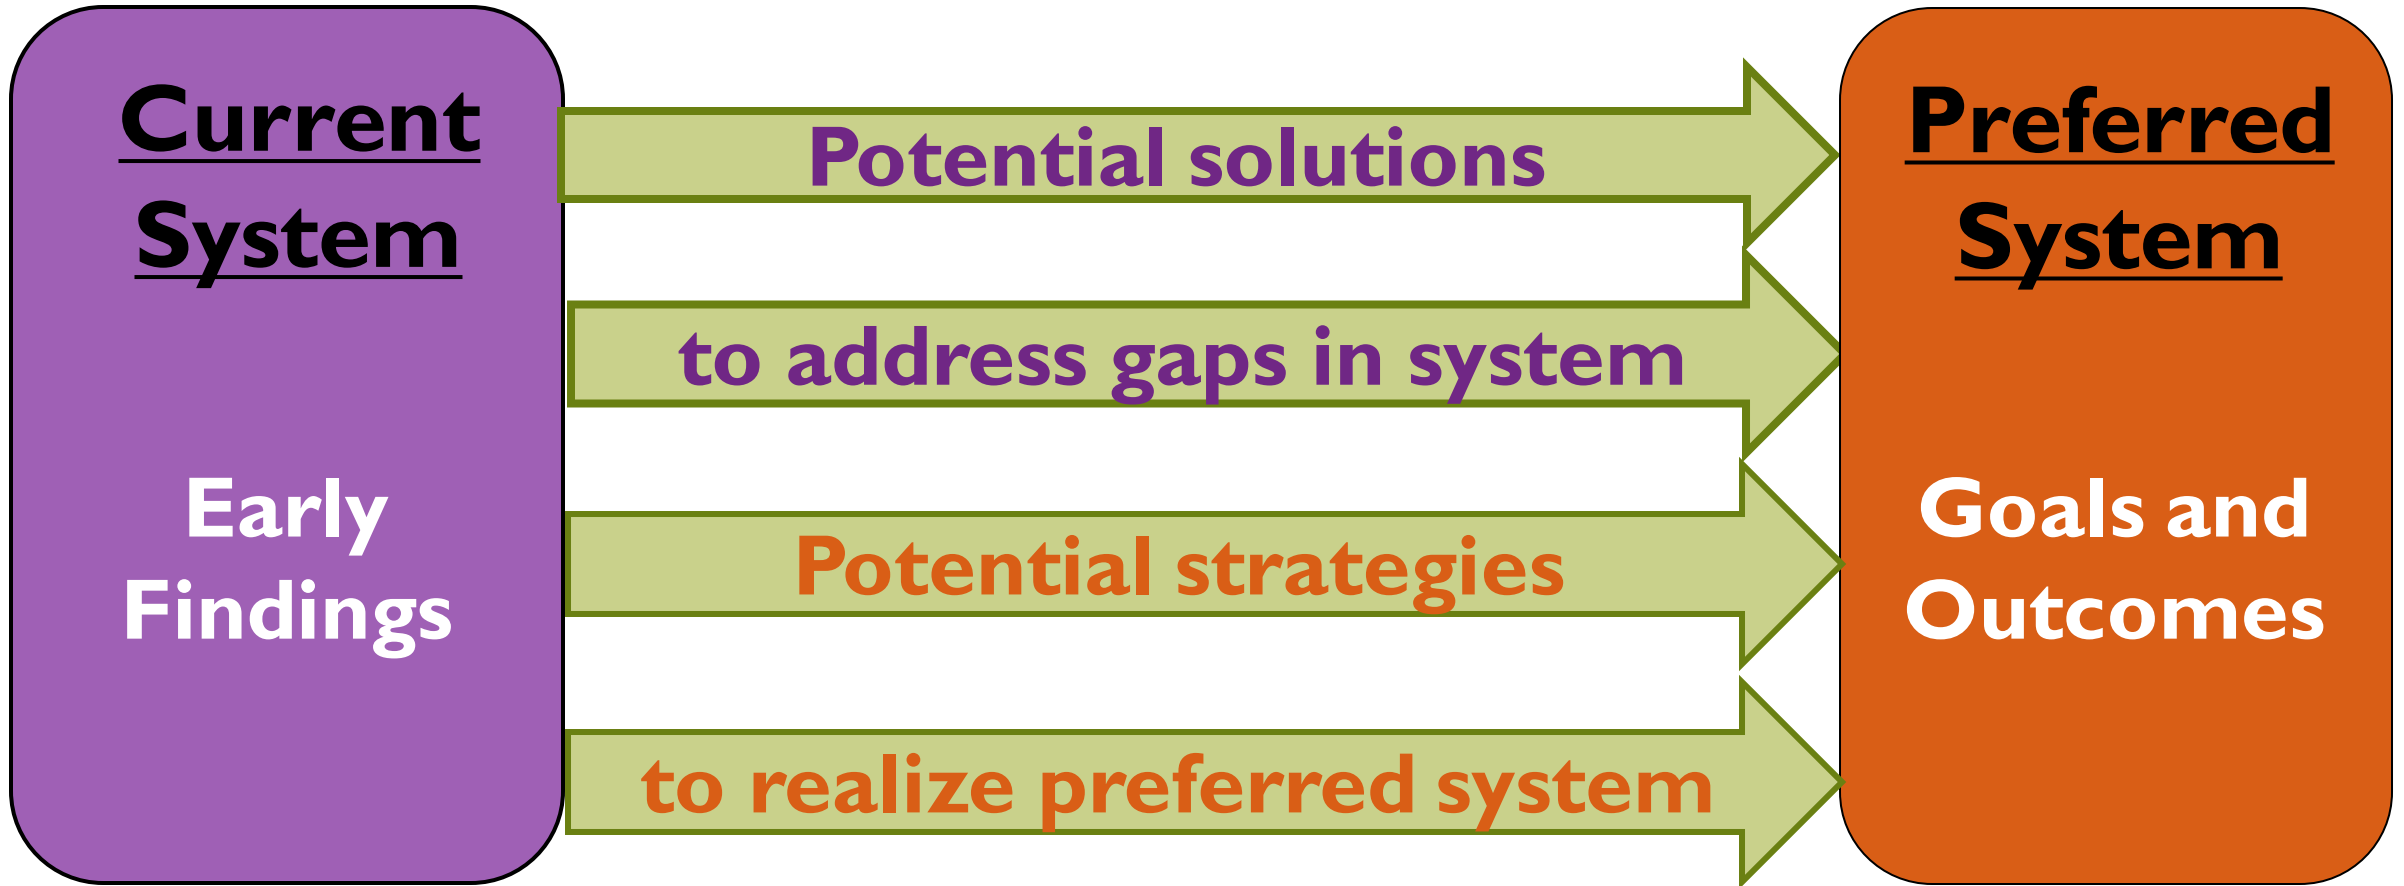 Current
System
Early
Findings
Potential solutions
to address gaps in system
Potential strategies
to realize preferred system
Preferred
System
Goals and
Outcomes